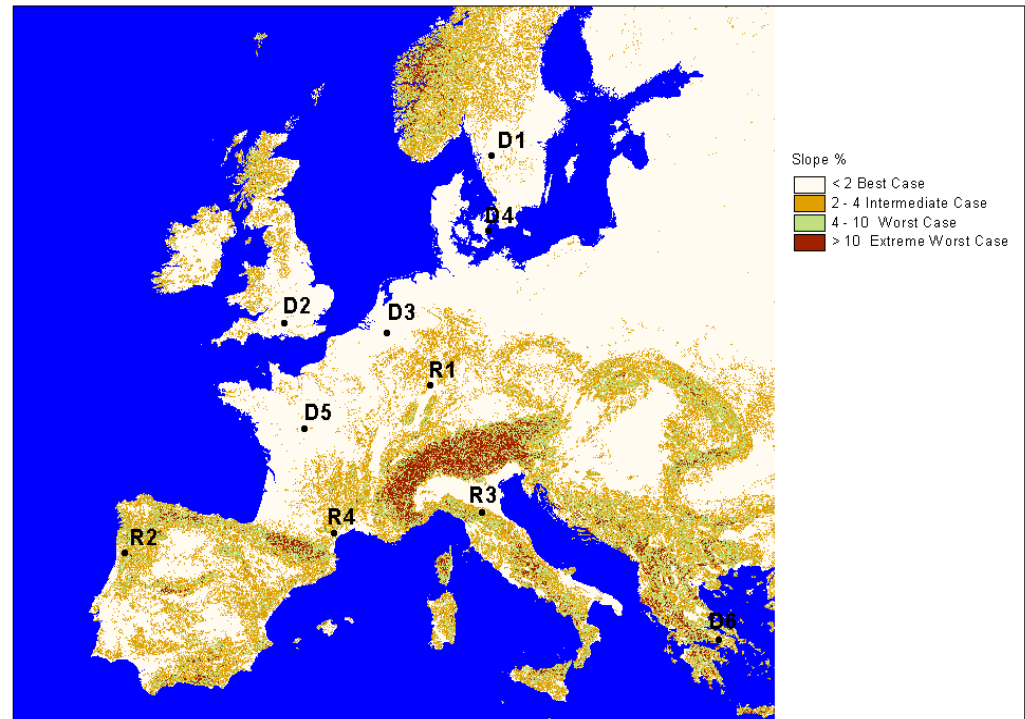 D1
Slope %
< 2 Best Case
2 - 4 Intermediate Case
4 - 10 Worst Case
> 10 Extreme Worst Case
D4
D2
D3
R1
D5
R3
R4
R2
D6